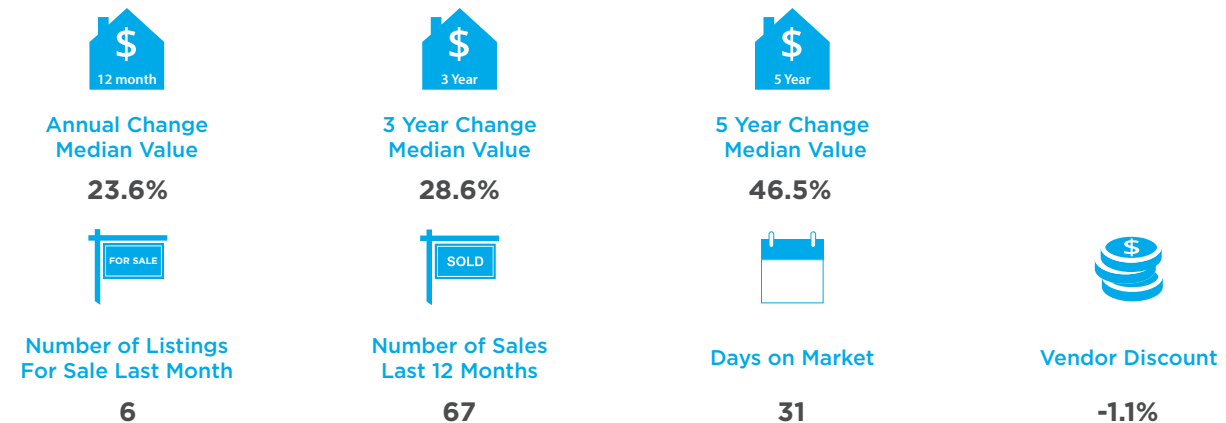 $
12 month
Annual Change
Median Value
23.6%
$
3 Year
3 Year Change
Median Value
28.6%
$
5 Year
5 Year Change
Median Value
46.5%
FOR SALE
Number of Listings
For Sale Last Month
6
SOLD
Number of Sales
Last 12 Months
67
Days on Market
31
$
Vendor Discount
-1.1%